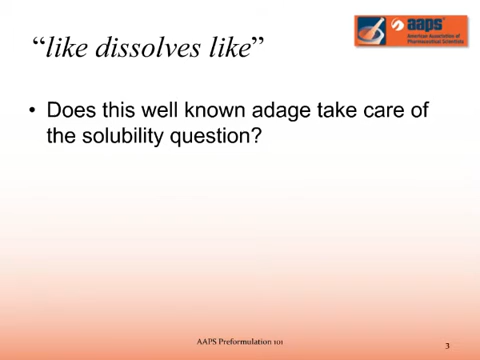 “like dissolves like”
aaps
American Association of
Pharmaceutical Scientists
• Does this well known adage take care of
the solubility question?
AAPS Preformulation 101
3